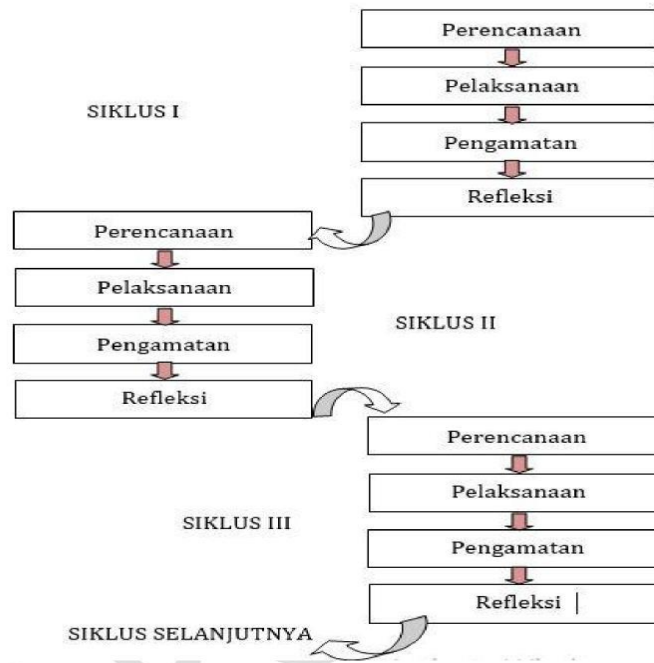 Perencanaan
Pelaksanaan
SIKLUS I
Pengamatan
Refleksi
Perencanaan
Pelaksanaan
SIKLUS II
Pengamatan
Refleksi
Perencanaan
Pelaksanaan
SIKLUS III
Pengamatan
Refleksi
SIKLUS SELANJUTNYA